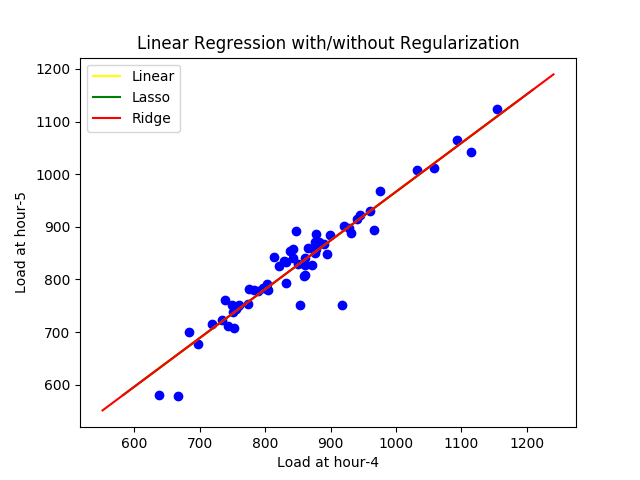 Linear Regression with/without Regularization
Linear
Lasso
Ridge
Load at hour-5
1200
1100
1000
900
800
700
600
600 700 800 900 1000 1100 1200
Load at hour-4